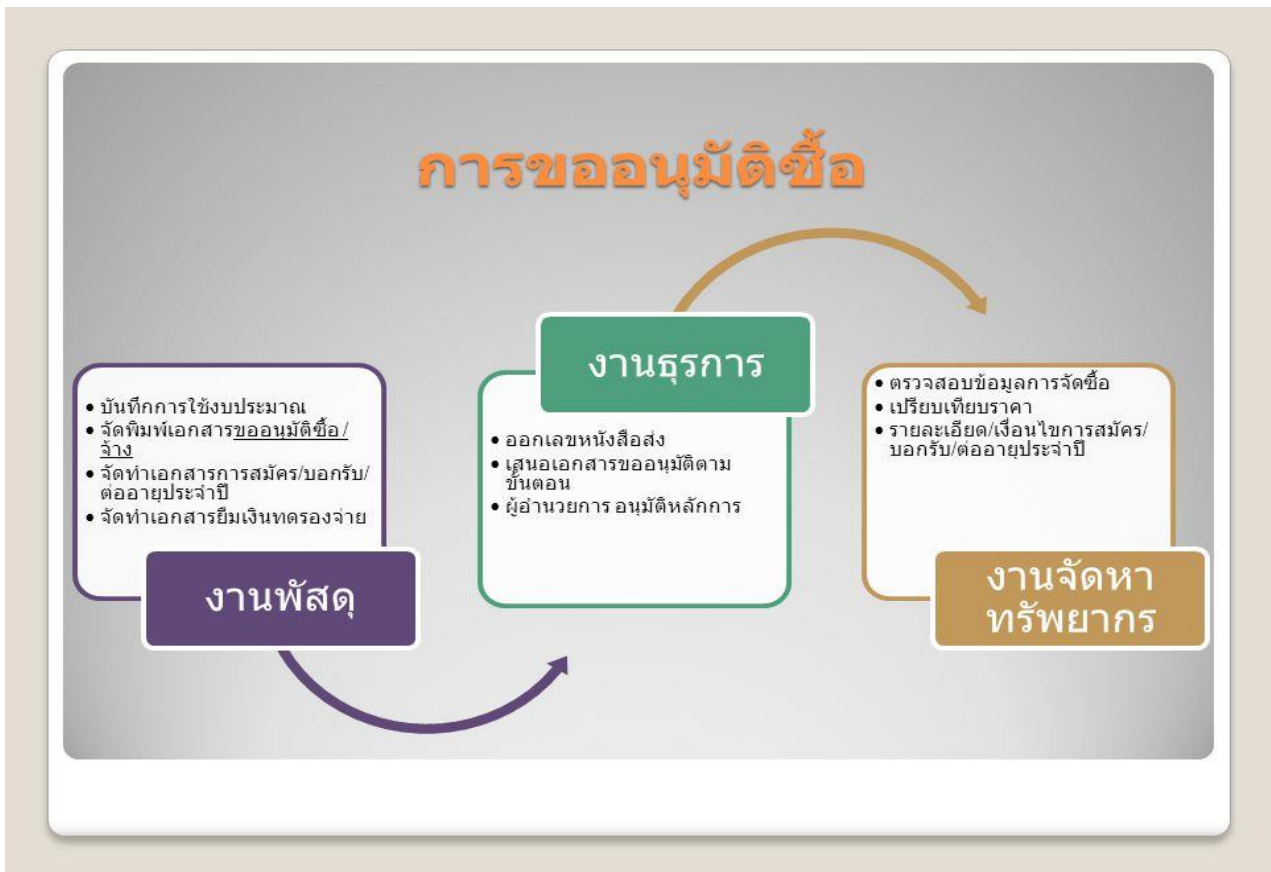 การขออนุมัติซื้อ
• บันทึกการใช้งบประมาณ
• จัดพิมพ์เอกสารขออนุมัติซื้อ/
จ้าง
• จัดทำเอกสารการสมัคร/บอกรับ/
ต่ออายุประจำปี
• จัดทำเอกสารยืมเงินทดรองจ่าย
งานพัสดุ
งานธุรการ
• ออกเลขหนังสือส่ง
• เสนอเอกสารขออนุมัติตาม
ขั้นตอน
• ผู้อำนวยการ อนุมัติหลักการ
• ตรวจสอบข้อมูลการจัดซื้อ
• เปรียบเทียบราคา
• รายละเอียด/เงื่อนไขการสมัคร/
บอกรับ/ต่ออายุประจำปี
งานจัดหา
ทรัพยากร